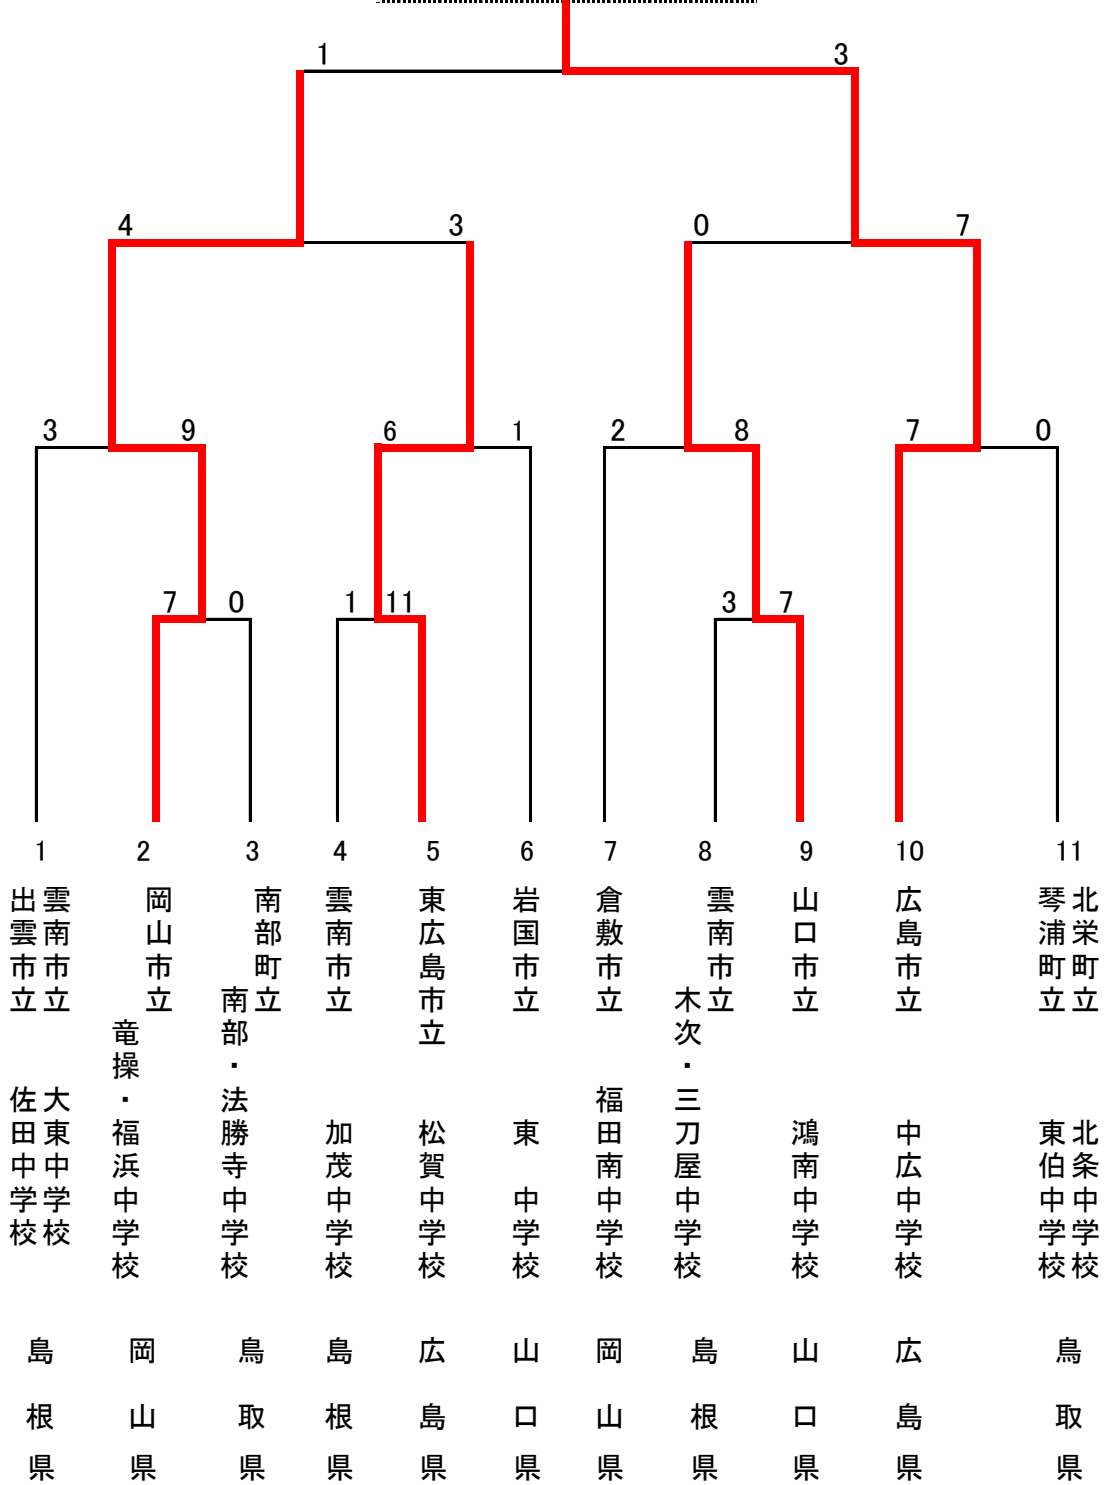 1 3
4 3 0 7
3 9 6 1 2 8 7 0
7 0 1 11 3 7
1 2 3 4 5 6 7 8 9 10 11
雲南市立 大東中学校
出雲市立 佐田中学校
島根県
岡山市立
竜操・福浜中学校
岡山県
南部町立
南部・法勝寺中学校
鳥取県
雲南市立 加茂中学校
島根県
東広島市立 松賀中学校
広島県
岩国市立 東 中学校
山口県
倉敷市立 福田南中学校
岡山県
雲南市立
木次・三刀屋中学校
島根県
山口市立 鴻南中学校
山口県
広島市立 中広中学校
広島県
北栄町立 北条中学校
琴浦町立 東伯中学校
鳥取県